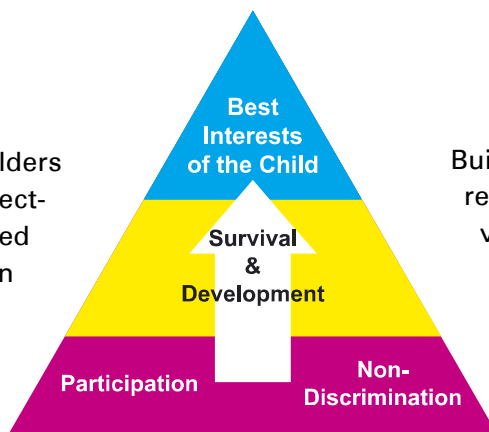 Best
Interests
of the Child
Survival
&
Development
Participation
Non-
Discrimination